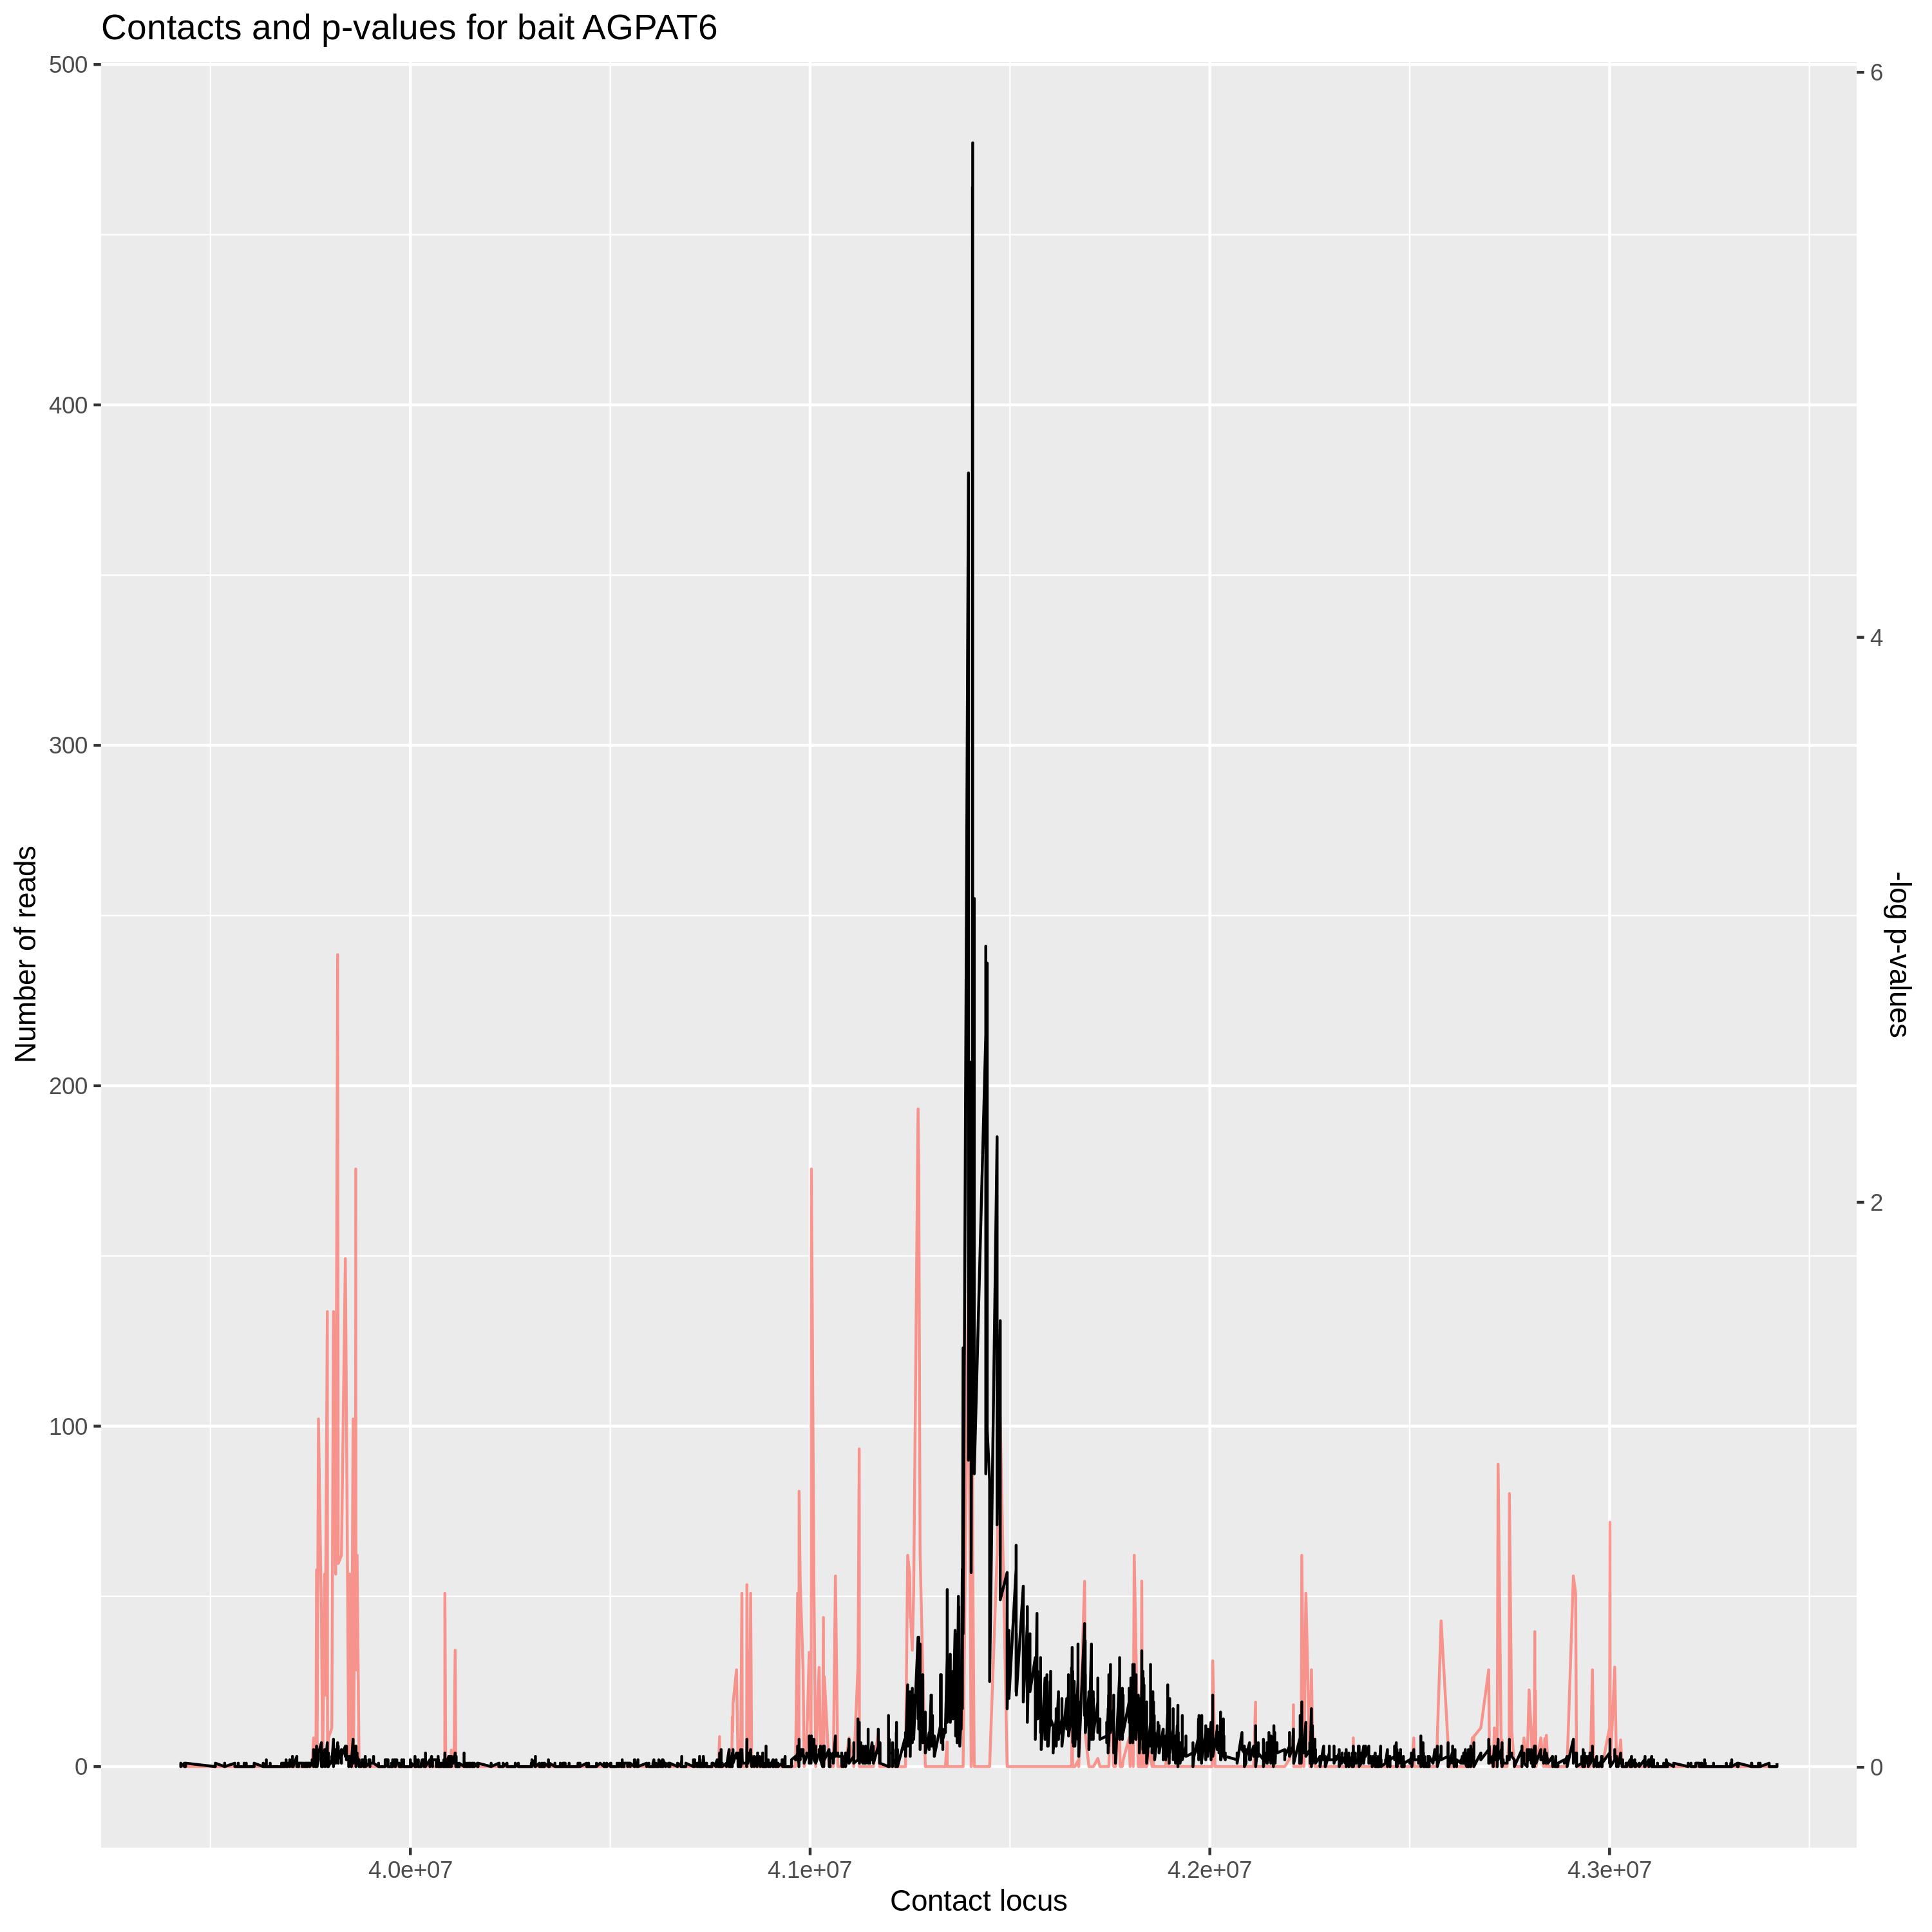 Contacts and p-values for bait AGPAT6
500
400
300
200
100
0
Number of reads
6
4
2
0
-log p-values
4.0e+07
4.1e+07
4.2e+07
4.3e+07
Contact locus